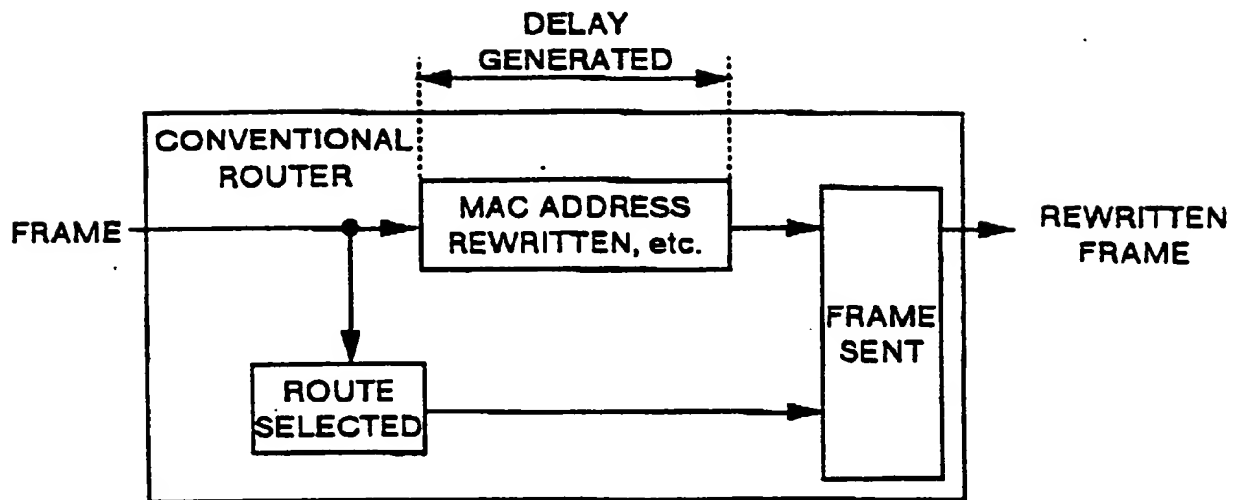 DELAY
GENERATED
CONVENTIONAL
ROUTER
FRAME
MAC ADDRESS
REWRITTEN, etc.
REWRITTEN
FRAME
FRAME
SENT
ROUTE
SELECTED